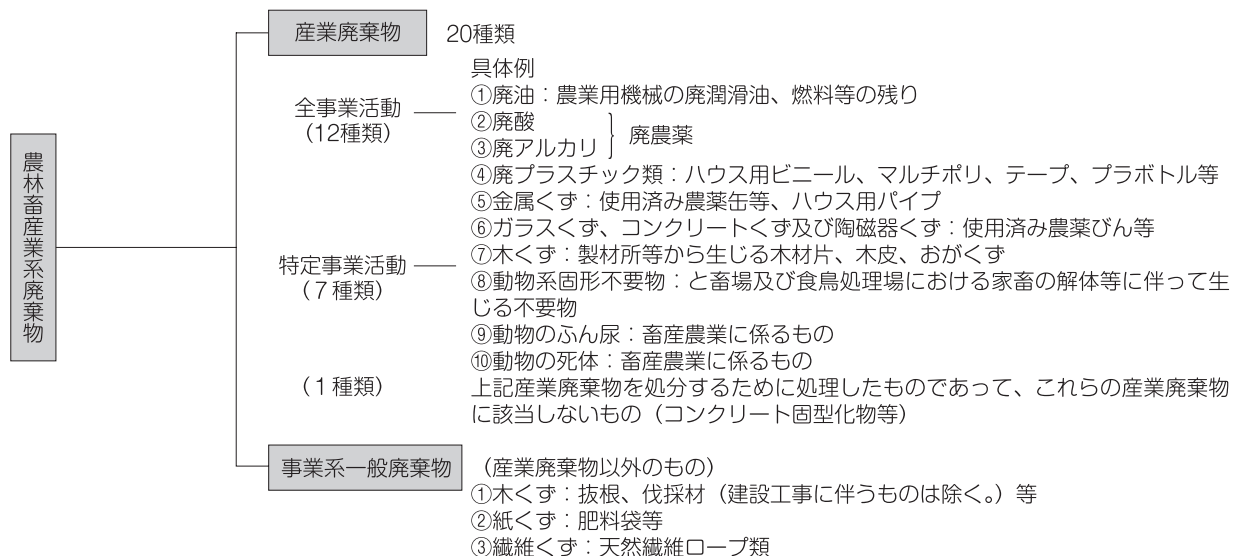 農林畜産業系廃棄物
産業廃棄物 20種類
具体例
全事業活動
(12種類)
①廃油：農業用機械の廃潤滑油、燃料等の残り
②廃酸
③廃アルカリ
廃農薬
④廃プラスチック類：ハウス用ビニール、マルチポリ、テープ、プラボトル等
⑤金属くず：使用済み農薬缶等、ハウス用パイプ
⑥ガラスくず、コンクリートくず及び陶磁器くず：使用済み農薬びん等
特定事業活動
(７種類)
⑦木くず：製材所等から生じる木材片、木皮、おがくず
⑧動物系固形不要物：と畜場及び食鳥処理場における家畜の解体等に伴って生
じる不要物
⑨動物のふん尿：畜産農業に係るもの
⑩動物の死体：畜産農業に係るもの
(１種類)
上記産業廃棄物を処分するために処理したものであって、これらの産業廃棄物
に該当しないもの（コンクリート固型化物等）
事業系一般廃棄物 （産業廃棄物以外のもの）
①木くず：抜根、伐採材（建設工事に伴うものは除く。）等
②紙くず：肥料袋等
③繊維くず：天然繊維ロープ類